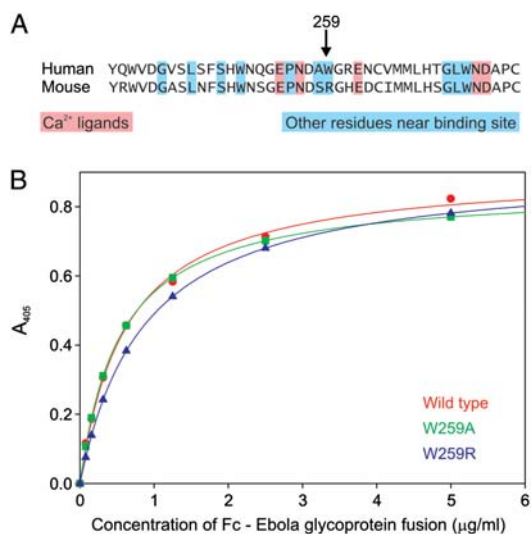 A
259
Human YQWVDGVSLSFSHWNQGEPNDAWGRENCVMMLHTGLWNDAPC
Mouse YRWVDGASLNFSHWNSGEPNDSRGHEDCIMMLHSGLWNDAPC
Ca²⁺ ligands Other residues near binding site
B
0.8
0.6
0.4
0.2
0.0
A₄₀₅
Wild type
W259A
W259R
0 1 2 3 4 5 6
Concentration of Fc - Ebola glycoprotein fusion (μg/ml)